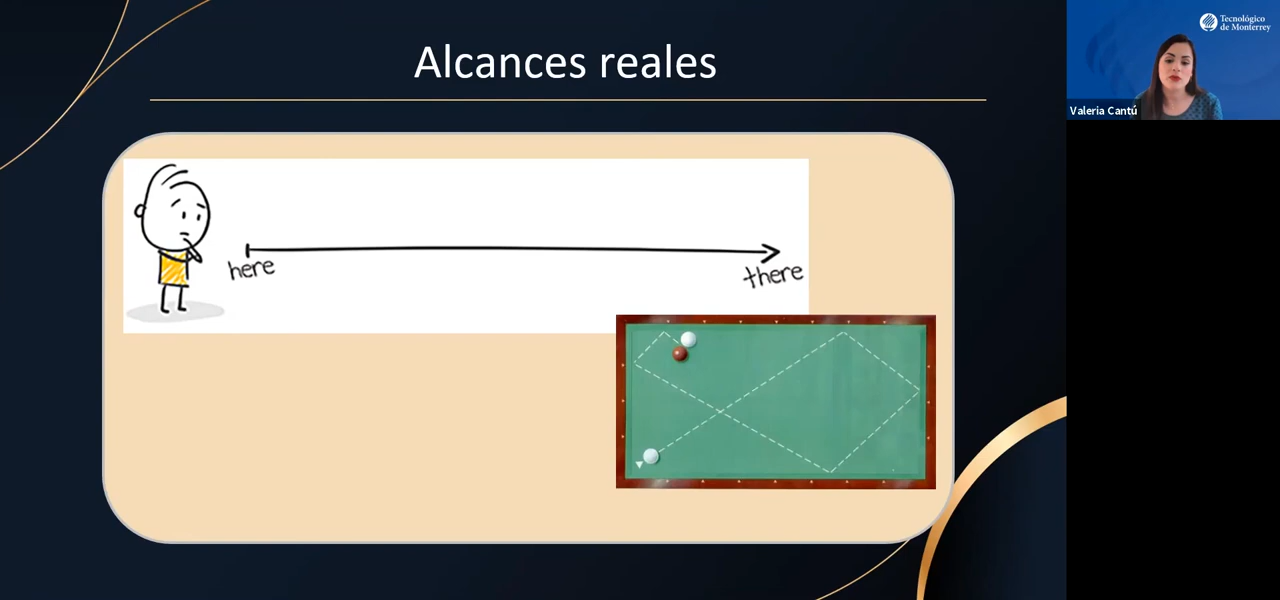 Alcances reales
here
there
Tecnológico
de Monterrey
Valeria Cantú